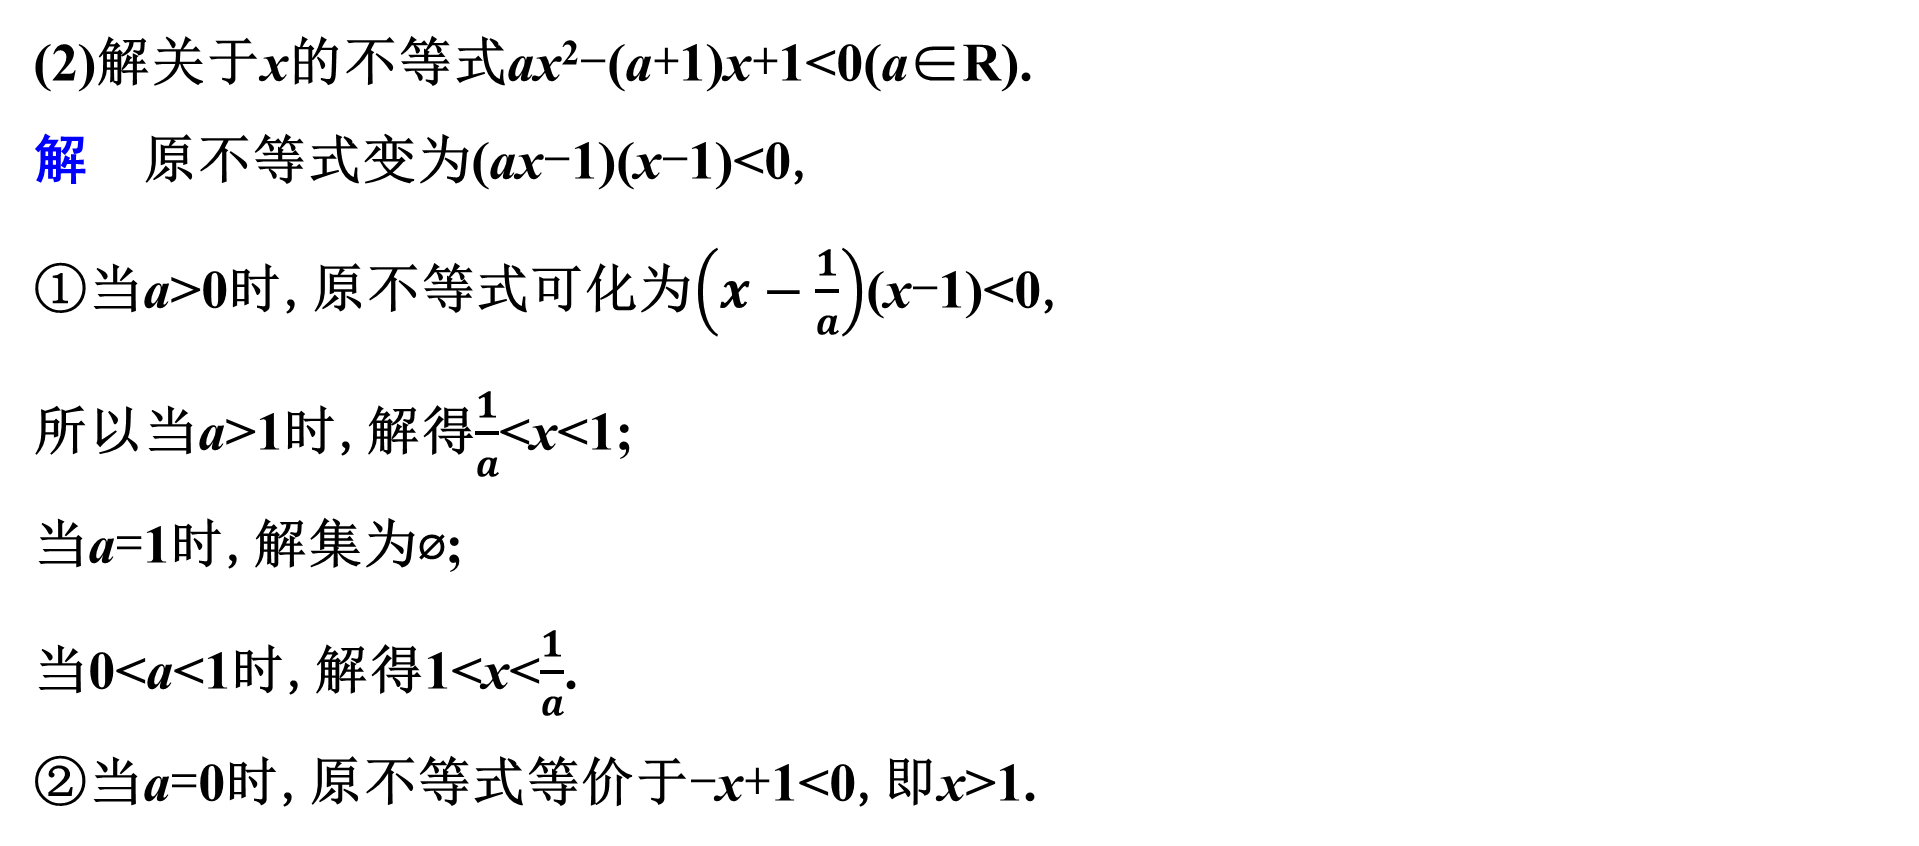 (2)解关于x的不等式ax²−(a+1)x+1<0(a∈R).
解 原不等式变为(ax−1)(x−1)<0,
①当a>0时, 原不等式可化为(x − 1/a)(x−1)<0,
所以当a>1时, 解得1/a<x<1;
当a=1时, 解集为∅;
当0<a<1时, 解得1<x<1/a.
②当a=0时, 原不等式等价于−x+1<0, 即x>1.